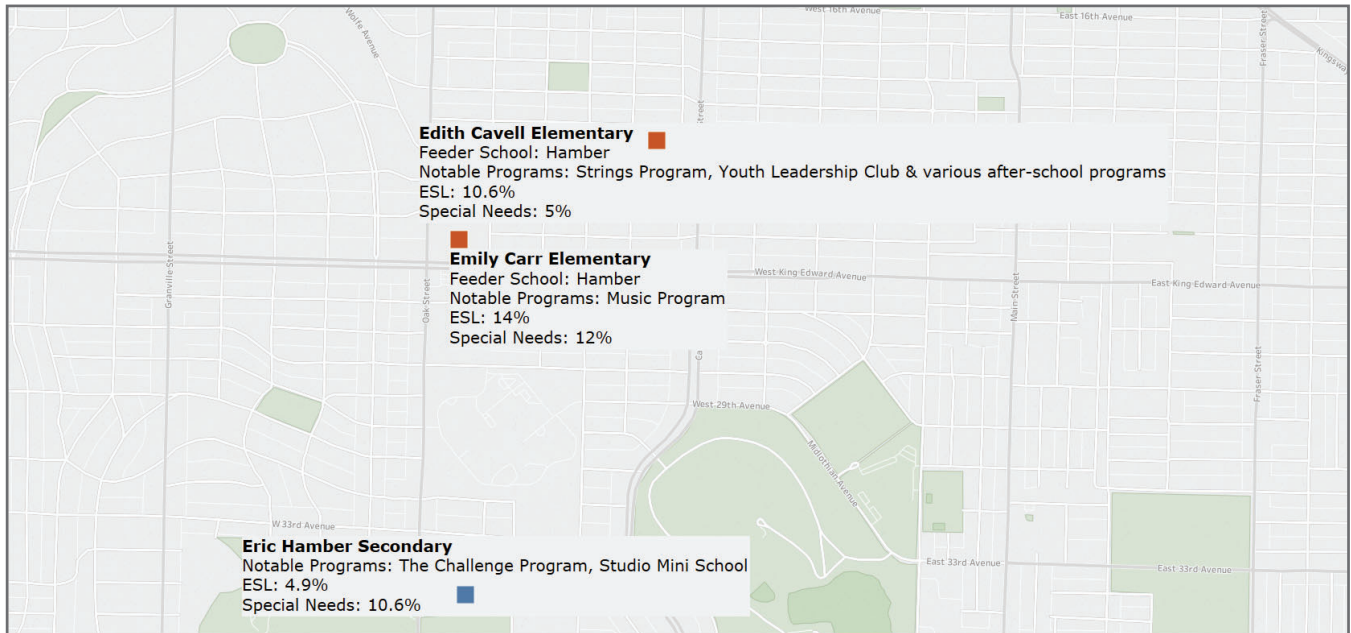 West 16th Avenue
East 16th Avenue
Wolfe Avenue
Fraser Street
Kingsway
Street
Edith Cavell Elementary
Feeder School: Hamber
Notable Programs: Strings Program, Youth Leadership Club & various after-school programs
ESL: 10.6%
Special Needs: 5%
Granville Street
Emily Carr Elementary
Feeder School: Hamber
Notable Programs: Music Program
ESL: 14%
Special Needs: 12%
Oak Street
West King Edward Avenue
Main Street
East King Edward Avenue
Fraser Street
West 29th Avenue
Midlothian Avenue
W 33rd Avenue
Eric Hamber Secondary
Notable Programs: The Challenge Program, Studio Mini School
ESL: 4.9%
Special Needs: 10.6%
East 33rd Avenue
East 33rd Avenue